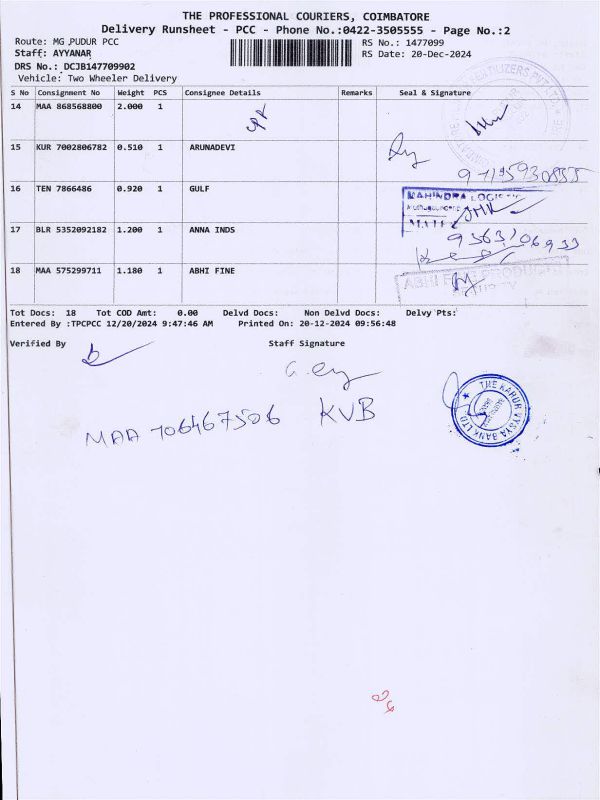 THE PROFESSIONAL COURIERS, COIMBATORE
Delivery Runsheet - PCC - Phone No.:0422-3505555 - Page No.:2
Route: MG PUDUR PCC
RS No.: 1477099
Staff: AYYANAR
RS Date: 20-Dec-2024
DRS No.: DCJB147709902
Vehicle: Two Wheeler Delivery
S No Consignment No Weight PCS Consignee Details Remarks Seal & Signature
14 MAA 868568800 2.000 1
15 KUR 7002806782 0.510 1 ARUNADEVI
16 TEN 7866486 0.920 1 GULF
MAHINDRA LOGIS
17 BLR 5352092182 1.200 1 ANNA INDS
18 MAA 575299711 1.180 1 ABHI FINE
ABHI
Tot Docs: 18 Tot COD Amt: 0.00 Delvd Docs: Non Delvd Docs: Delvy Pts:
Entered By :TPCPCC 12/20/2024 9:47:46 AM Printed On: 20-12-2024 09:56:48
Verified By Staff Signature
MAA 706467506 KVB
THE KARUR VYSYA BANK LTD